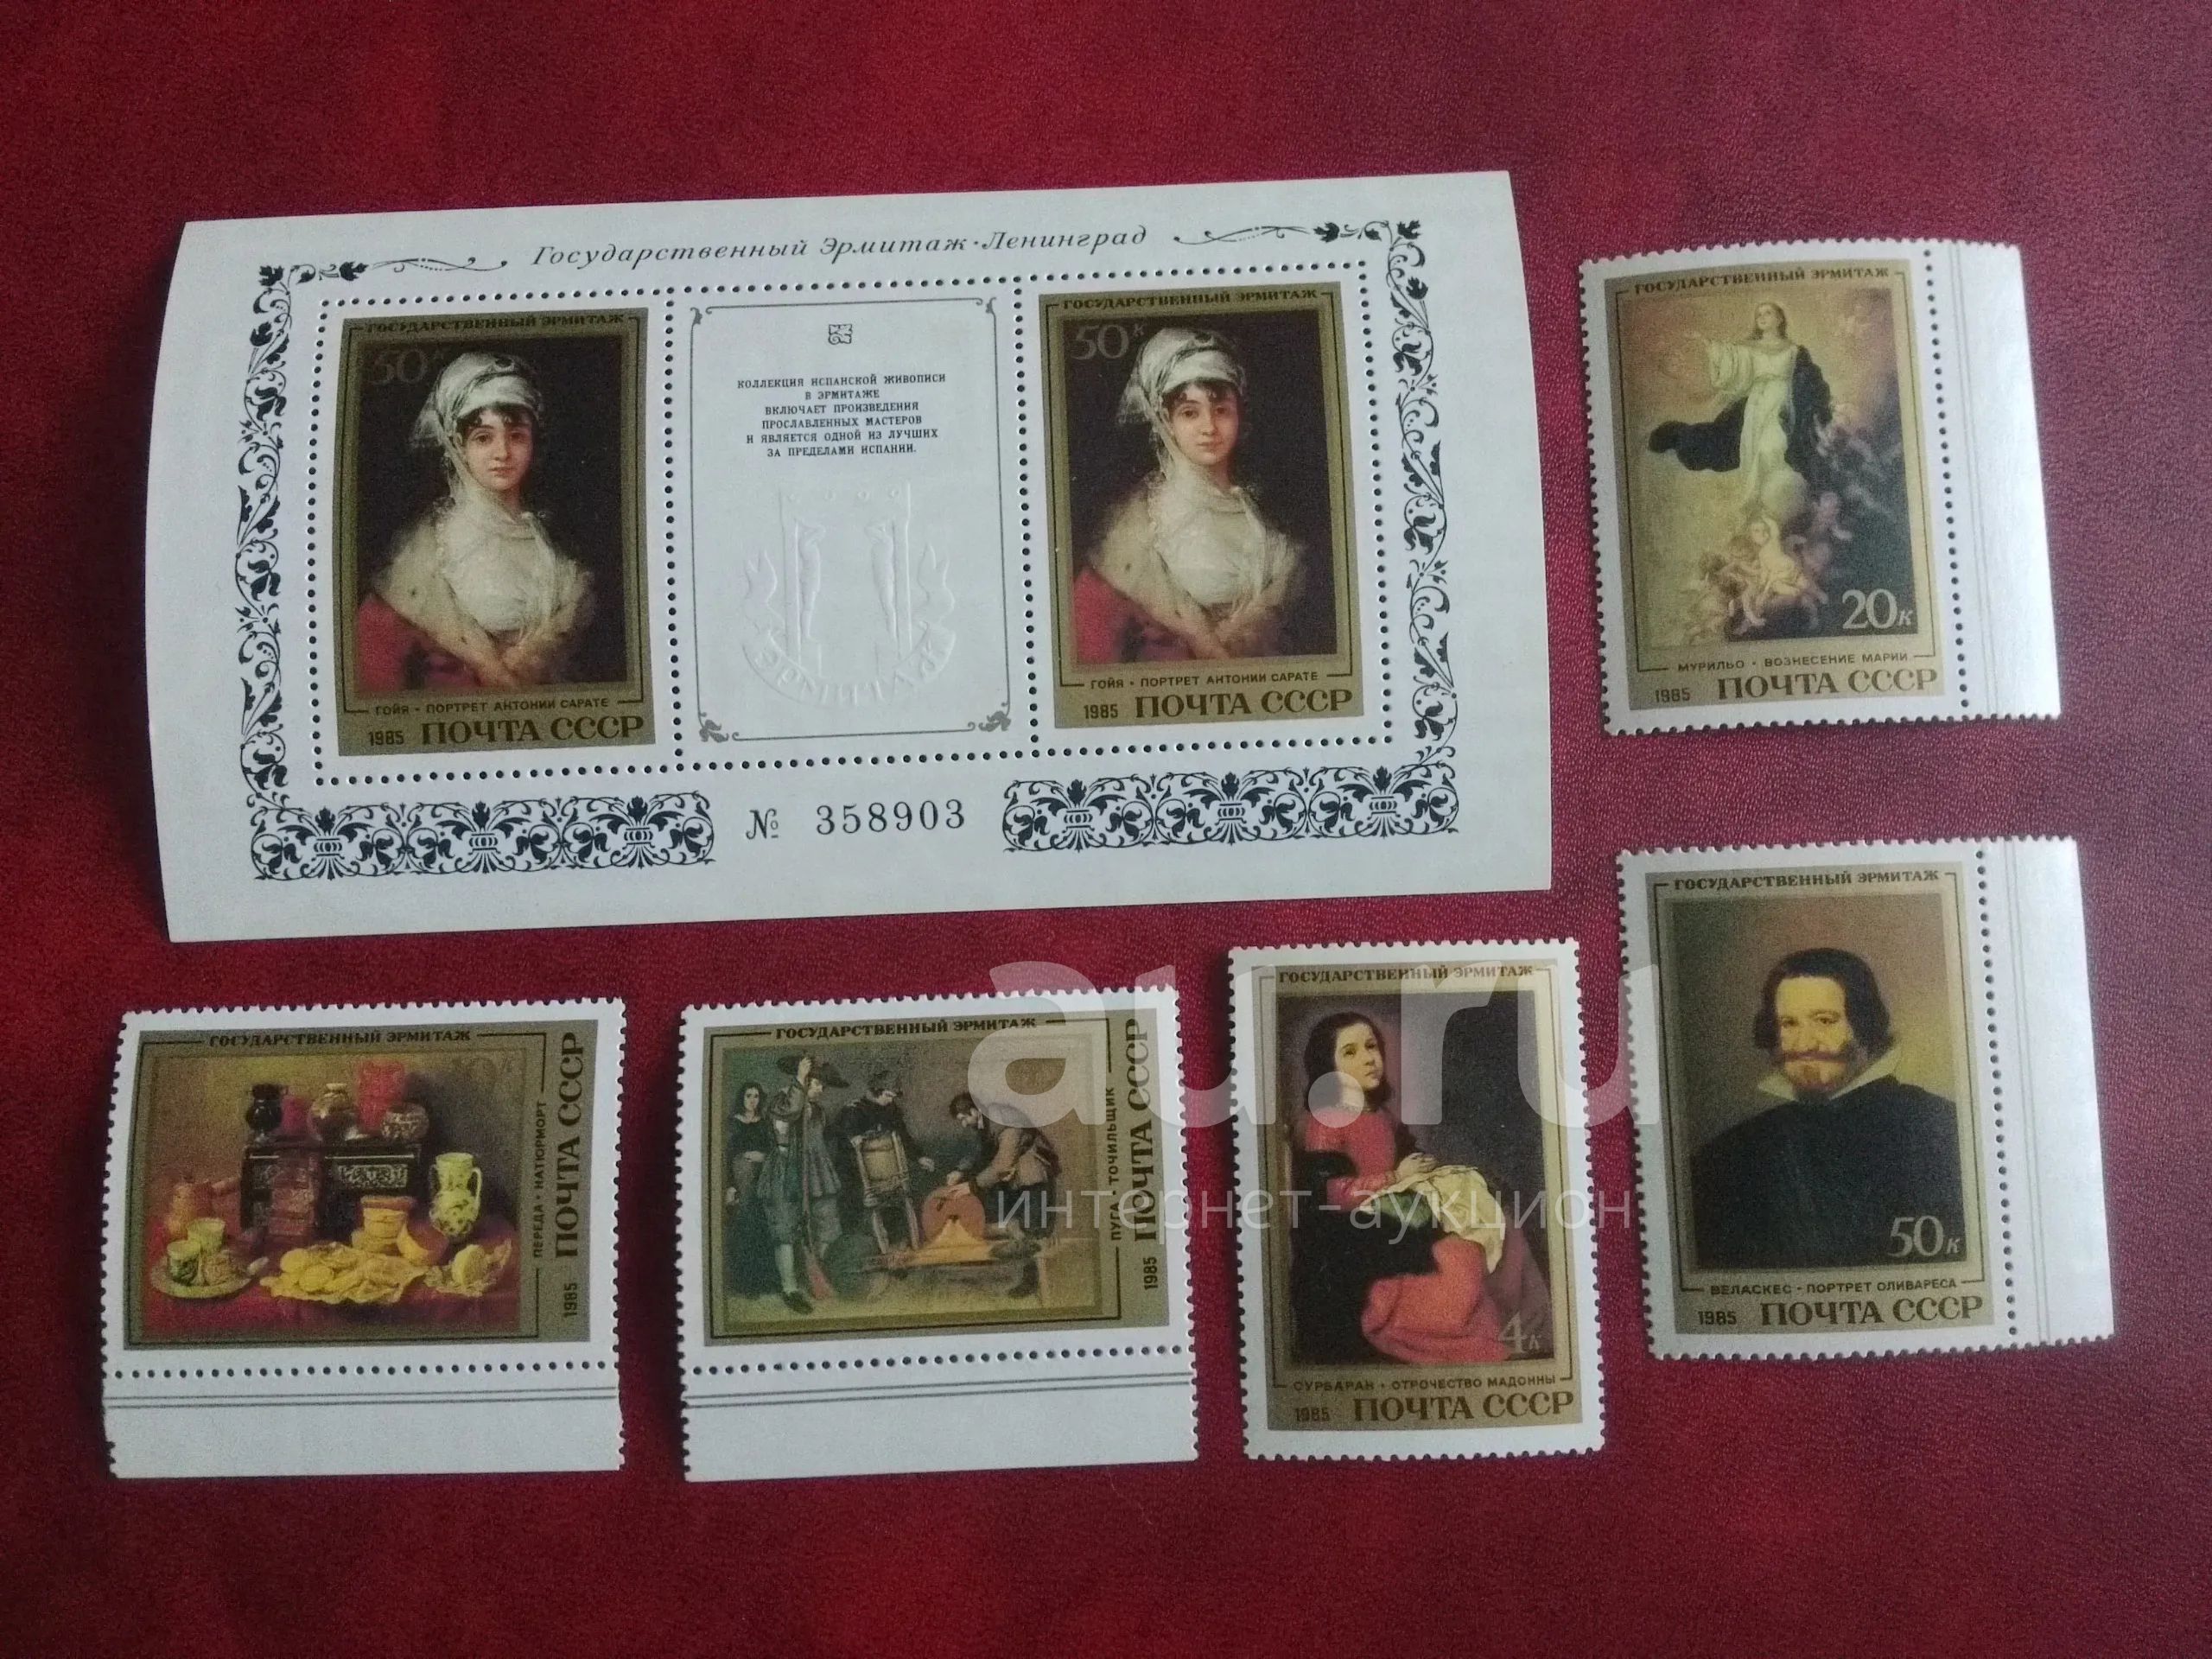 Государственный Эрмитаж · Ленинград
ГОСУДАРСТВЕННЫЙ ЭРМИТАЖ
50к
ГОЙЯ • ПОРТРЕТ АНТОНИИ САРАТЕ
1985 ПОЧТА СССР
КОЛЛЕКЦИЯ ИСПАНСКОЙ ЖИВОПИСИ
В ЭРМИТАЖЕ
ВКЛЮЧАЕТ ПРОИЗВЕДЕНИЯ
ПРОСЛАВЛЕННЫХ МАСТЕРОВ
И ЯВЛЯЕТСЯ ОДНОЙ ИЗ ЛУЧШИХ
ЗА ПРЕДЕЛАМИ ИСПАНИИ.
ЭРМИТАЖ
ГОСУДАРСТВЕННЫЙ ЭРМИТАЖ
50к
ГОЙЯ • ПОРТРЕТ АНТОНИИ САРАТЕ
1985 ПОЧТА СССР
№ 358903
ГОСУДАРСТВЕННЫЙ ЭРМИТАЖ
20к
МУРИЛЬО • ВОЗНЕСЕНИЕ МАРИИ
1985 ПОЧТА СССР
ГОСУДАРСТВЕННЫЙ ЭРМИТАЖ
50к
ВЕЛАСКЕС • ПОРТРЕТ ОЛИВАРЕСА
1985 ПОЧТА СССР
ГОСУДАРСТВЕННЫЙ ЭРМИТАЖ
ПЕРЕДА • НАТЮРМОРТ
1985 ПОЧТА СССР
ГОСУДАРСТВЕННЫЙ ЭРМИТАЖ
ПУГА • ТОЧИЛЬЩИК
1985 ПОЧТА СССР
ГОСУДАРСТВЕННЫЙ ЭРМИТАЖ
4к
СУРБАРАН • ОТРОЧЕСТВО МАДОННЫ
1985 ПОЧТА СССР
au.ru
интернет-аукцион